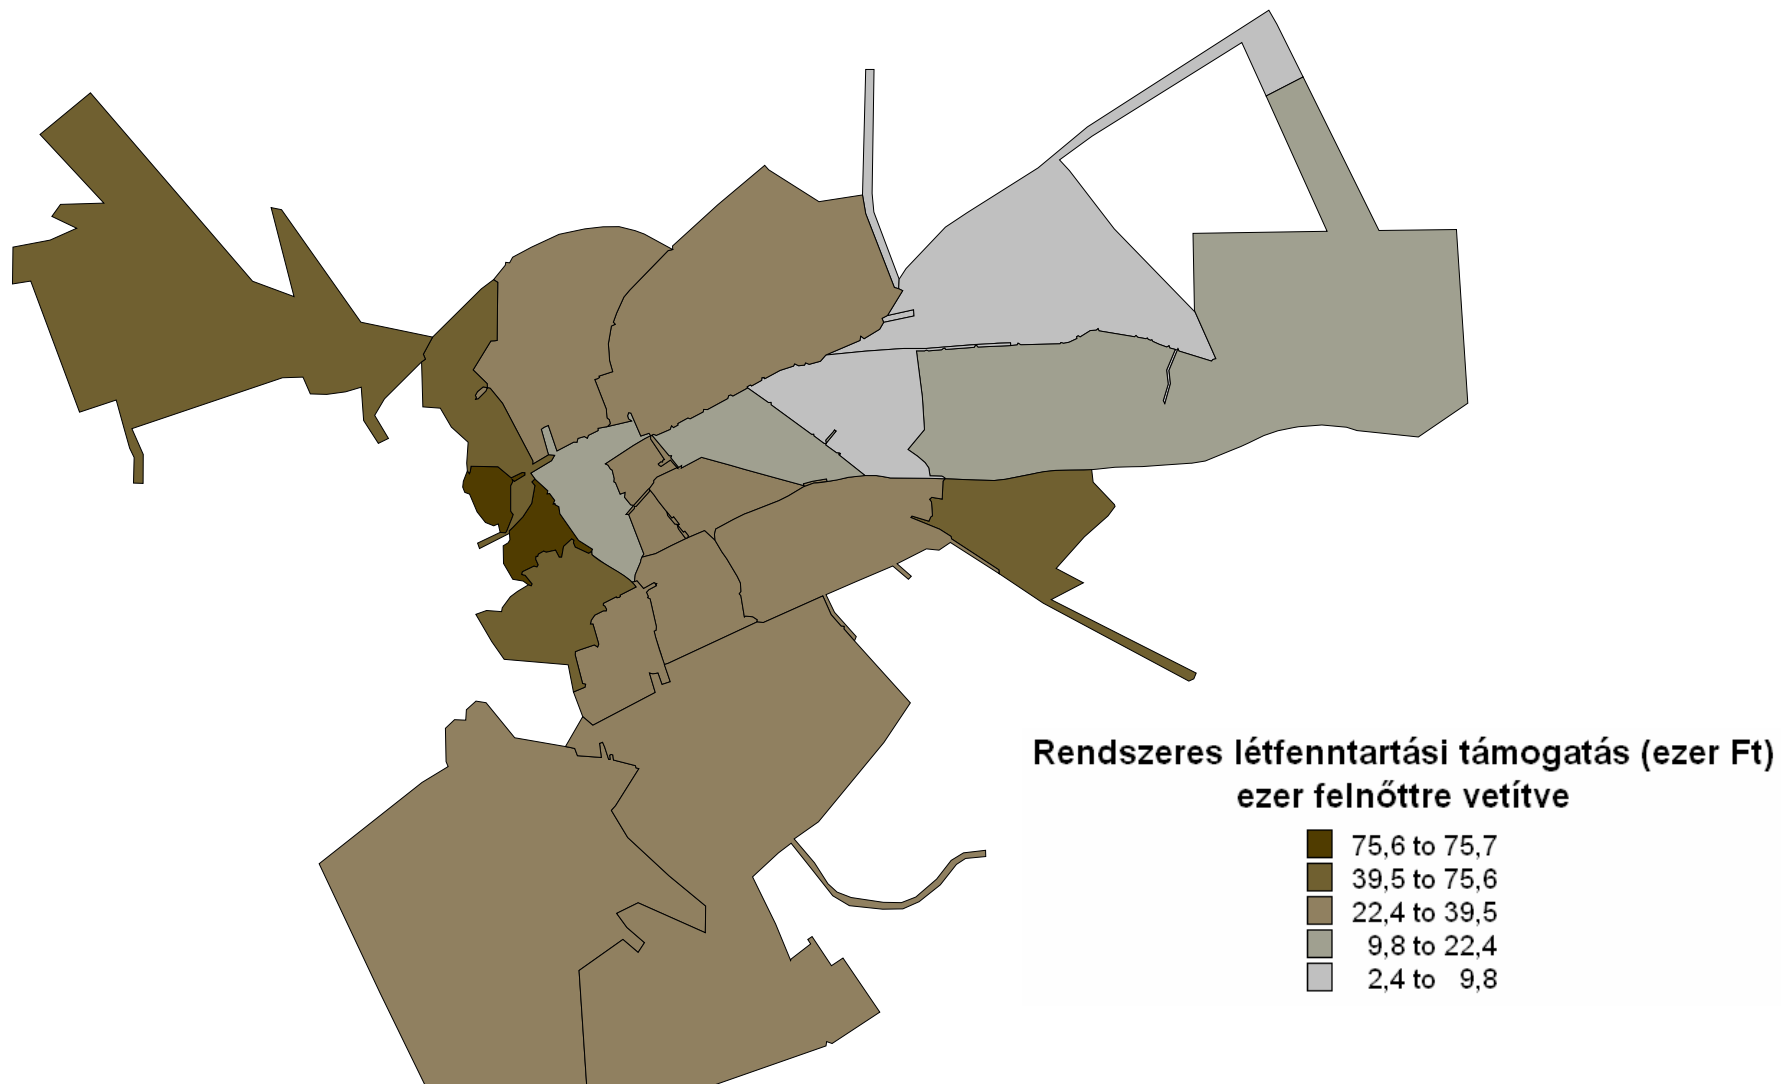 Rendszeres létfenntartási támogatás (ezer Ft)
ezer felnőttre vetítve
75,6 to 75,7
39,5 to 75,6
22,4 to 39,5
9,8 to 22,4
2,4 to 9,8